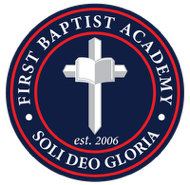 FIRST BAPTIST ACADEMY
est. 2006
SOLI DEO GLORIA